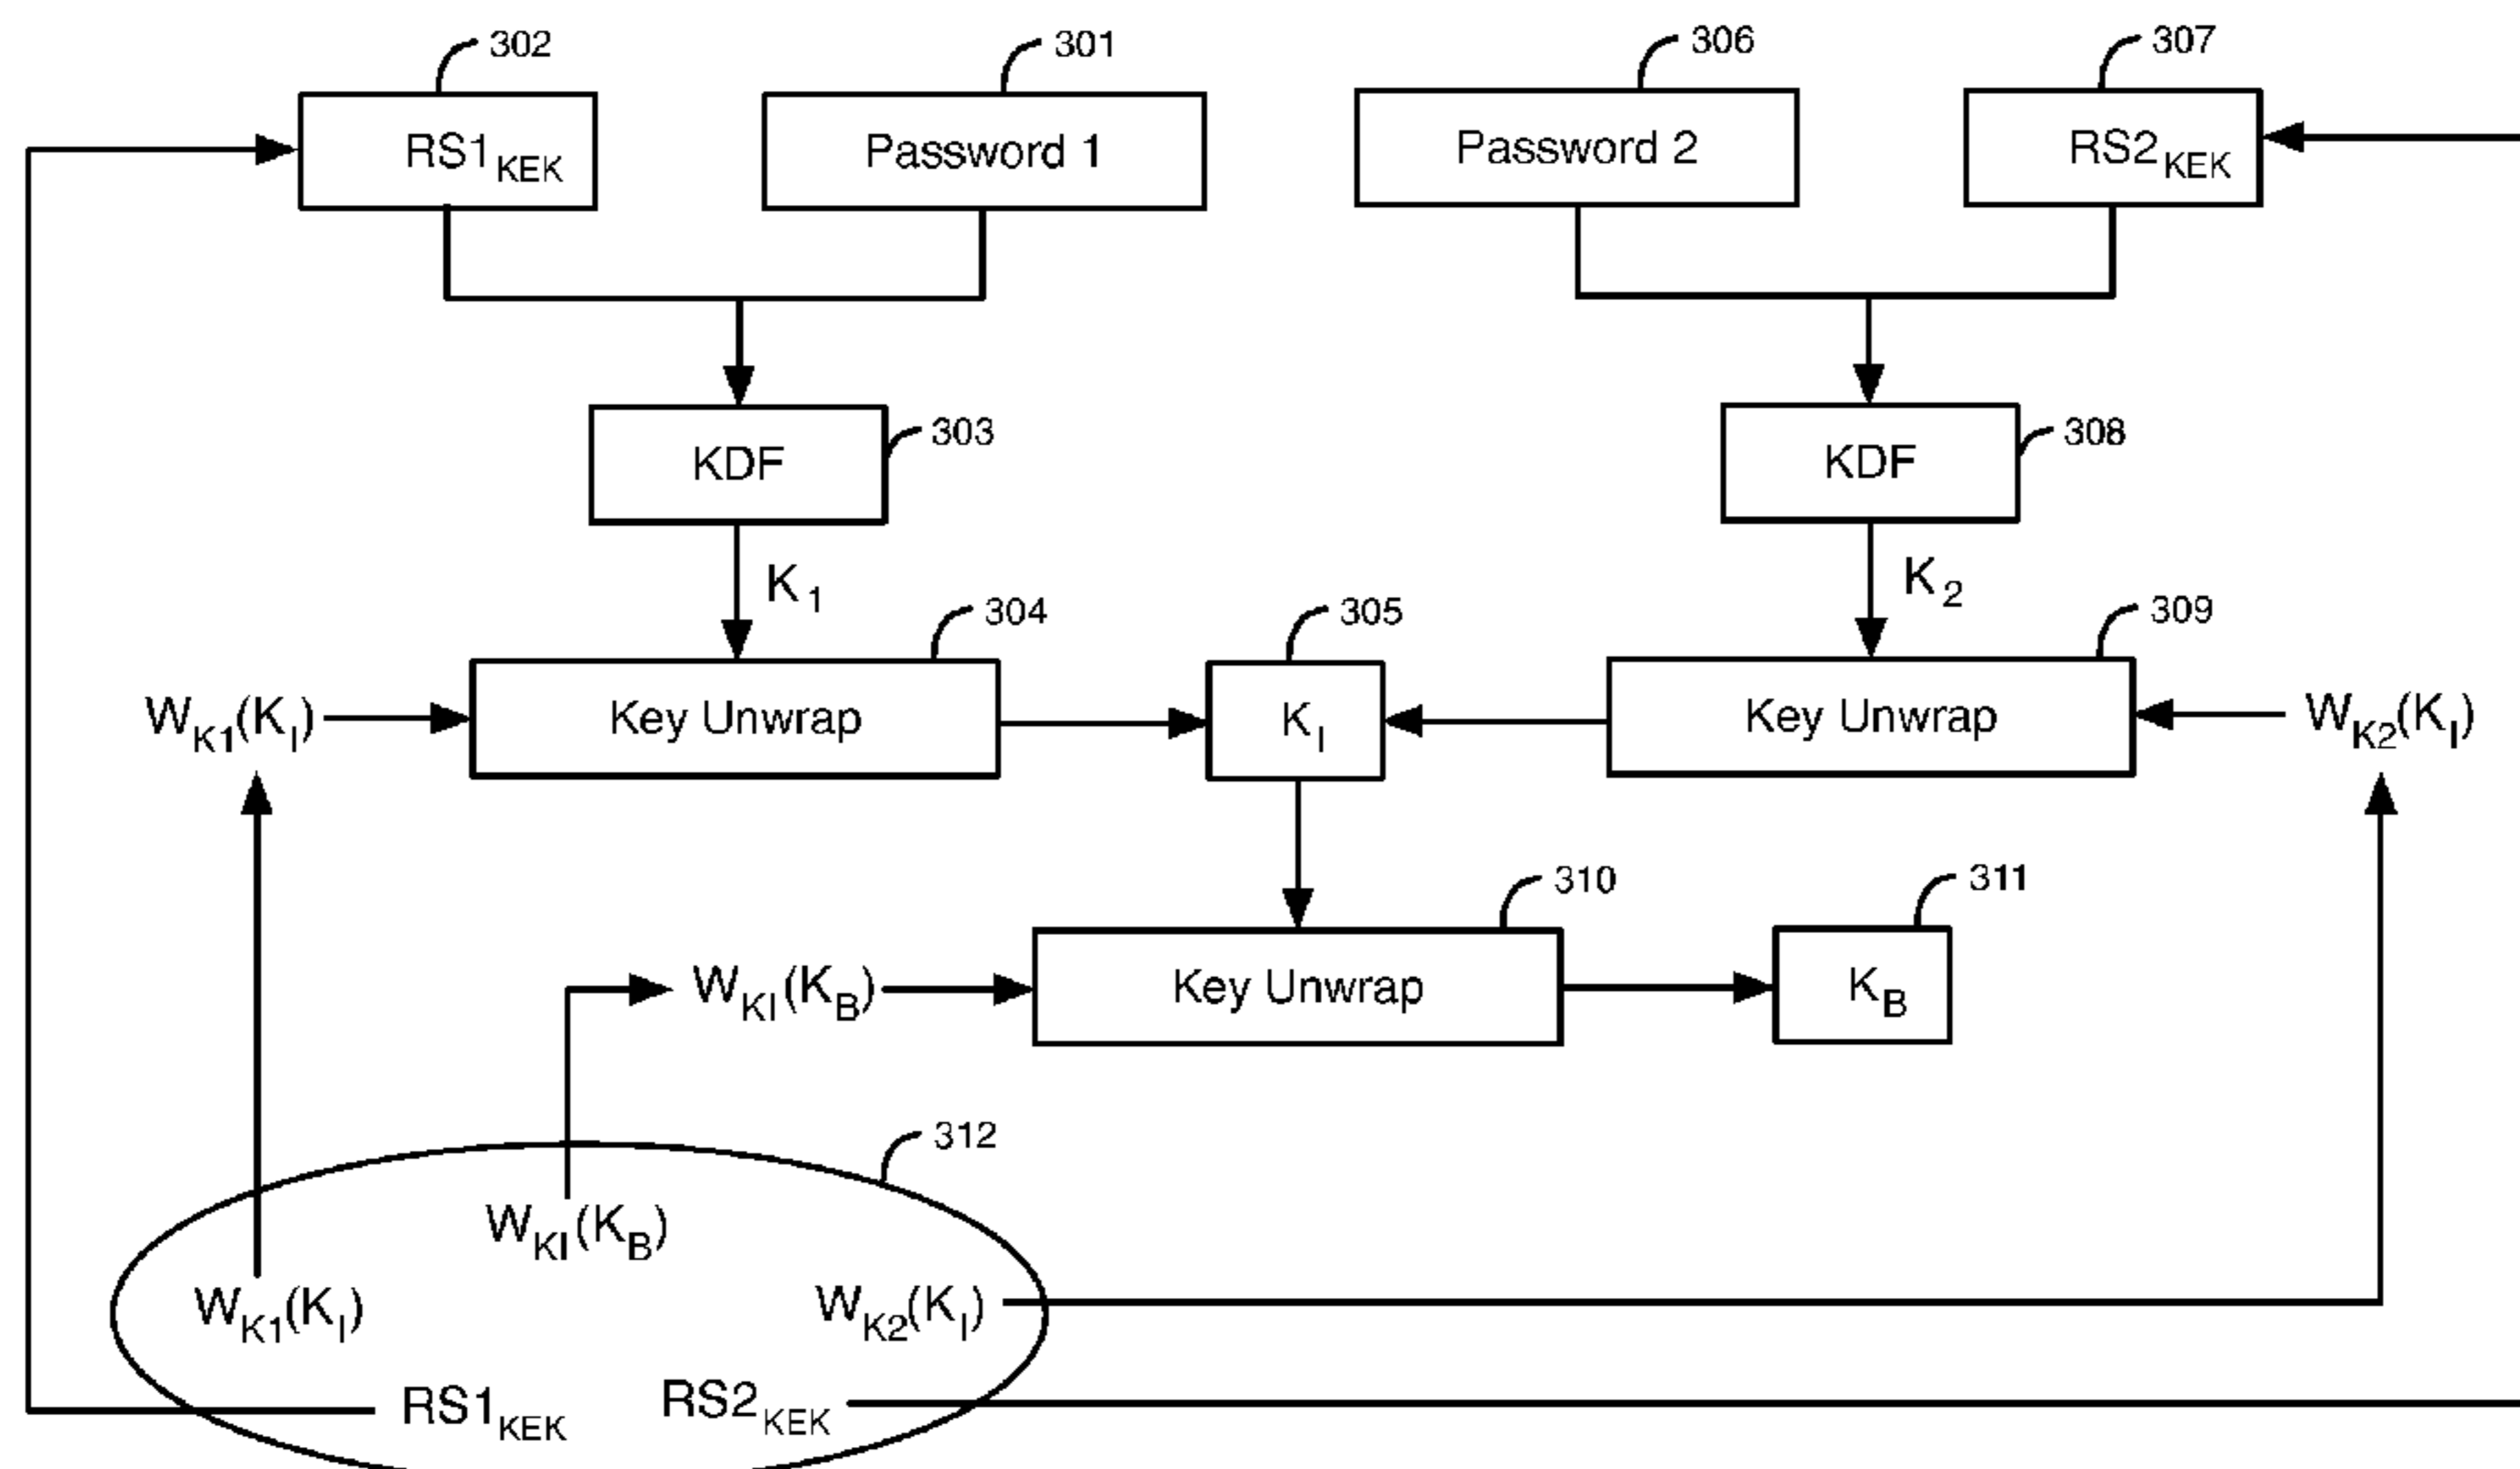 302
301
306
307
RS1KEK
Password 1
Password 2
RS2KEK
KDF
303
KDF
308
K1
K2
304
305
309
WK1(KI)
Key Unwrap
KI
Key Unwrap
WK2(KI)
310
311
WKI(KB)
Key Unwrap
KB
312
WKI(KB)
WK1(KI)
WK2(KI)
RS1KEK
RS2KEK